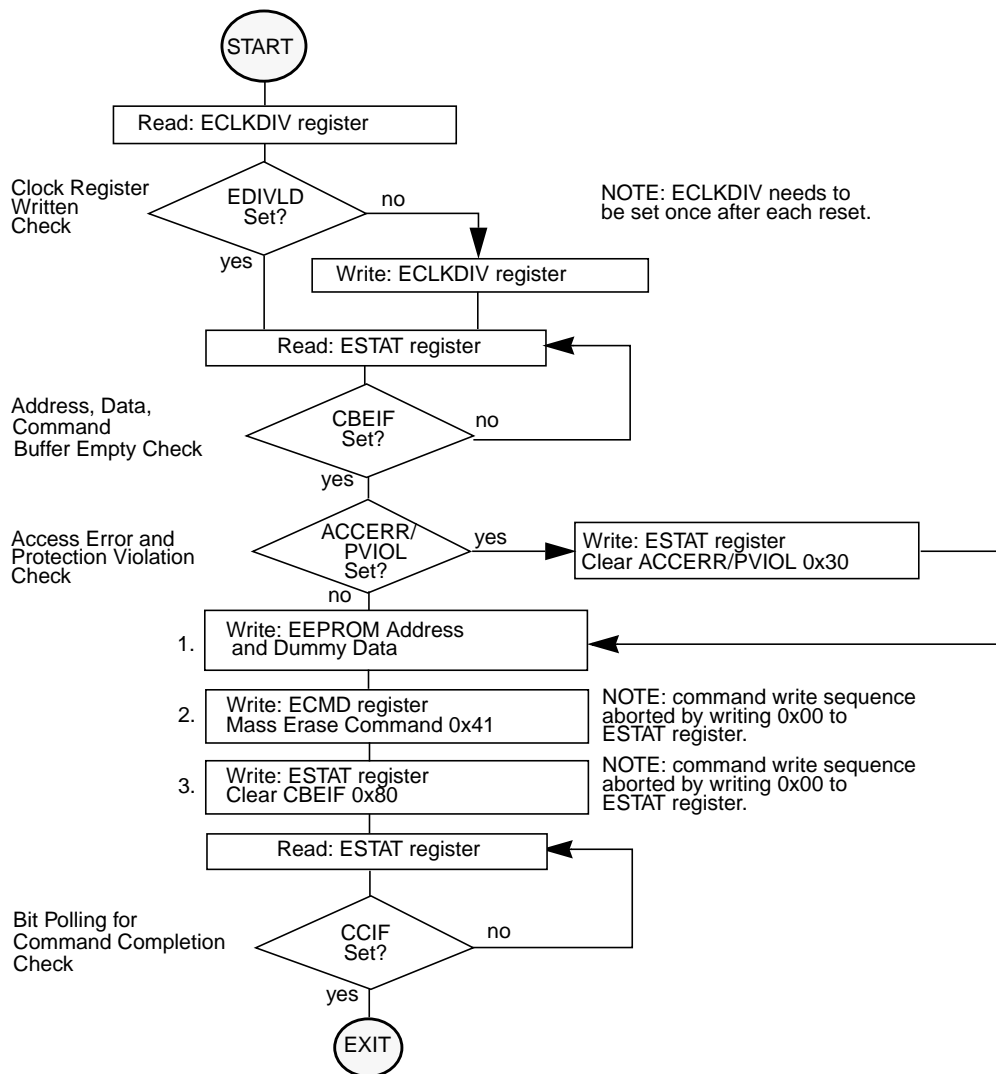 START
Read: ECLKDIV register
Clock Register
Written
Check
EDIVLD
Set?
no
yes
NOTE: ECLKDIV needs to
be set once after each reset.
Write: ECLKDIV register
Read: ESTAT register
Address, Data,
Command
Buffer Empty Check
CBEIF
Set?
no
yes
Access Error and
Protection Violation
Check
ACCERR/
PVIOL
Set?
yes
no
Write: ESTAT register
Clear ACCERR/PVIOL 0x30
1.
Write: EEPROM Address
and Dummy Data
2.
Write: ECMD register
Mass Erase Command 0x41
NOTE: command write sequence
aborted by writing 0x00 to
ESTAT register.
3.
Write: ESTAT register
Clear CBEIF 0x80
NOTE: command write sequence
aborted by writing 0x00 to
ESTAT register.
Read: ESTAT register
Bit Polling for
Command Completion
Check
CCIF
Set?
no
yes
EXIT